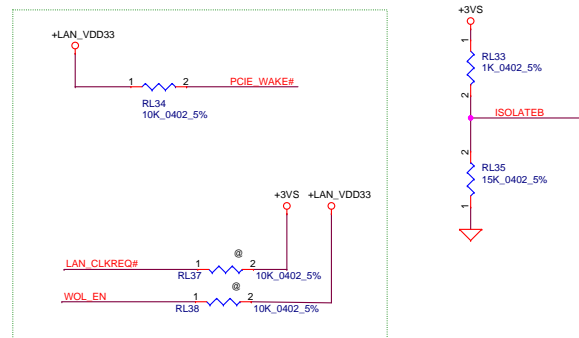 +LAN_VDD33
1 2 PCIE_WAKE#
RL34
10K_0402_5%
+3VS
1
RL33
1K_0402_5%
2
ISOLATEB
2
RL35
15K_0402_5%
1
+3VS +LAN_VDD33
@
LAN_CLKREQ# 1 2
RL37 10K_0402_5%
@
WOL_EN 1 2
RL38 10K_0402_5%